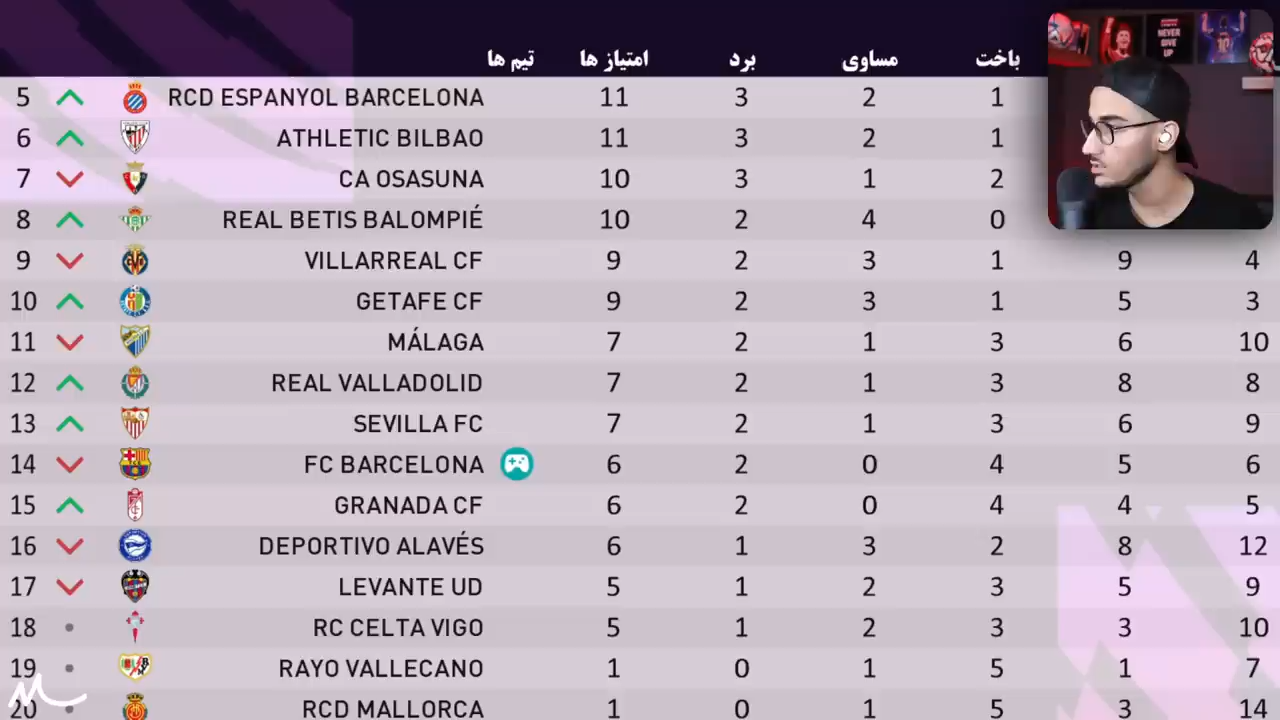 تیم ها امتیاز ها برد مساوی باخت
5 RCD ESPANYOL BARCELONA 11 3 2 1
6 ATHLETIC BILBAO 11 3 2 1
7 CA OSASUNA 10 3 1 2
8 REAL BETIS BALOMPIÉ 10 2 4 0
9 VILLARREAL CF 9 2 3 1 9 4
10 GETAFE CF 9 2 3 1 5 3
11 MÁLAGA 7 2 1 3 6 10
12 REAL VALLADOLID 7 2 1 3 8 8
13 SEVILLA FC 7 2 1 3 6 9
14 FC BARCELONA 6 2 0 4 5 6
15 GRANADA CF 6 2 0 4 4 5
16 DEPORTIVO ALAVÉS 6 1 3 2 8 12
17 LEVANTE UD 5 1 2 3 5 9
18 RC CELTA VIGO 5 1 2 3 3 10
19 RAYO VALLECANO 1 0 1 5 1 7
20 RCD MALLORCA 1 0 1 5 3 14
NEVER
GIVE
UP
10